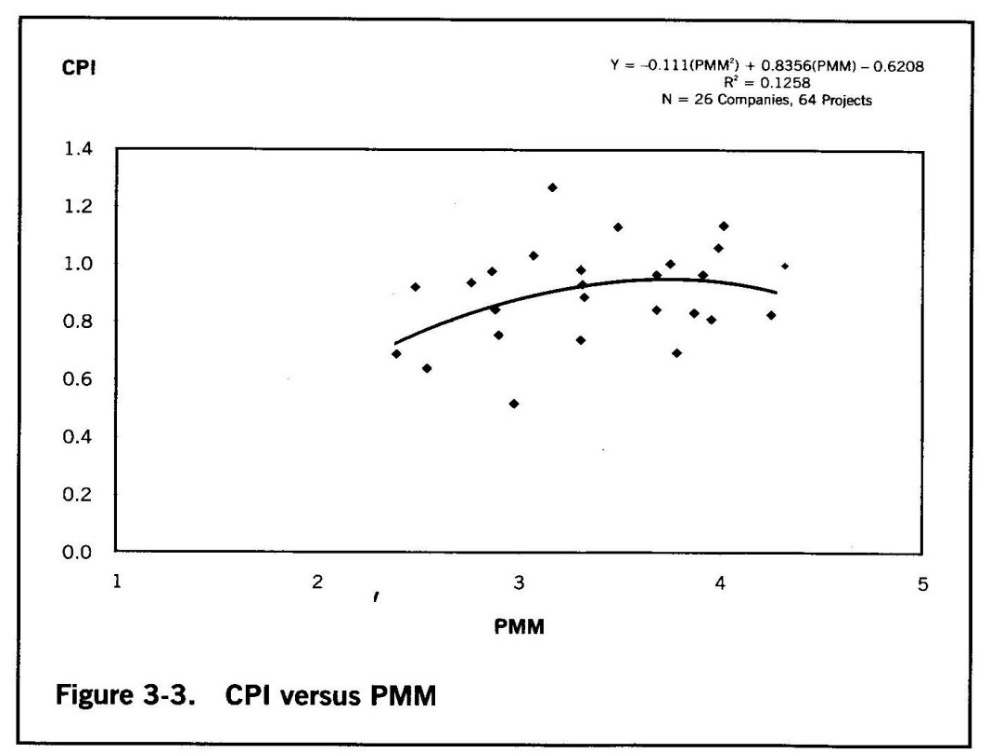 CPI
Y = –0.111(PMM²) + 0.8356(PMM) – 0.6208
R² = 0.1258
N = 26 Companies, 64 Projects
1.4
1.2
1.0
0.8
0.6
0.4
0.2
0.0
1 2 3 4 5
PMM
Figure 3-3. CPI versus PMM